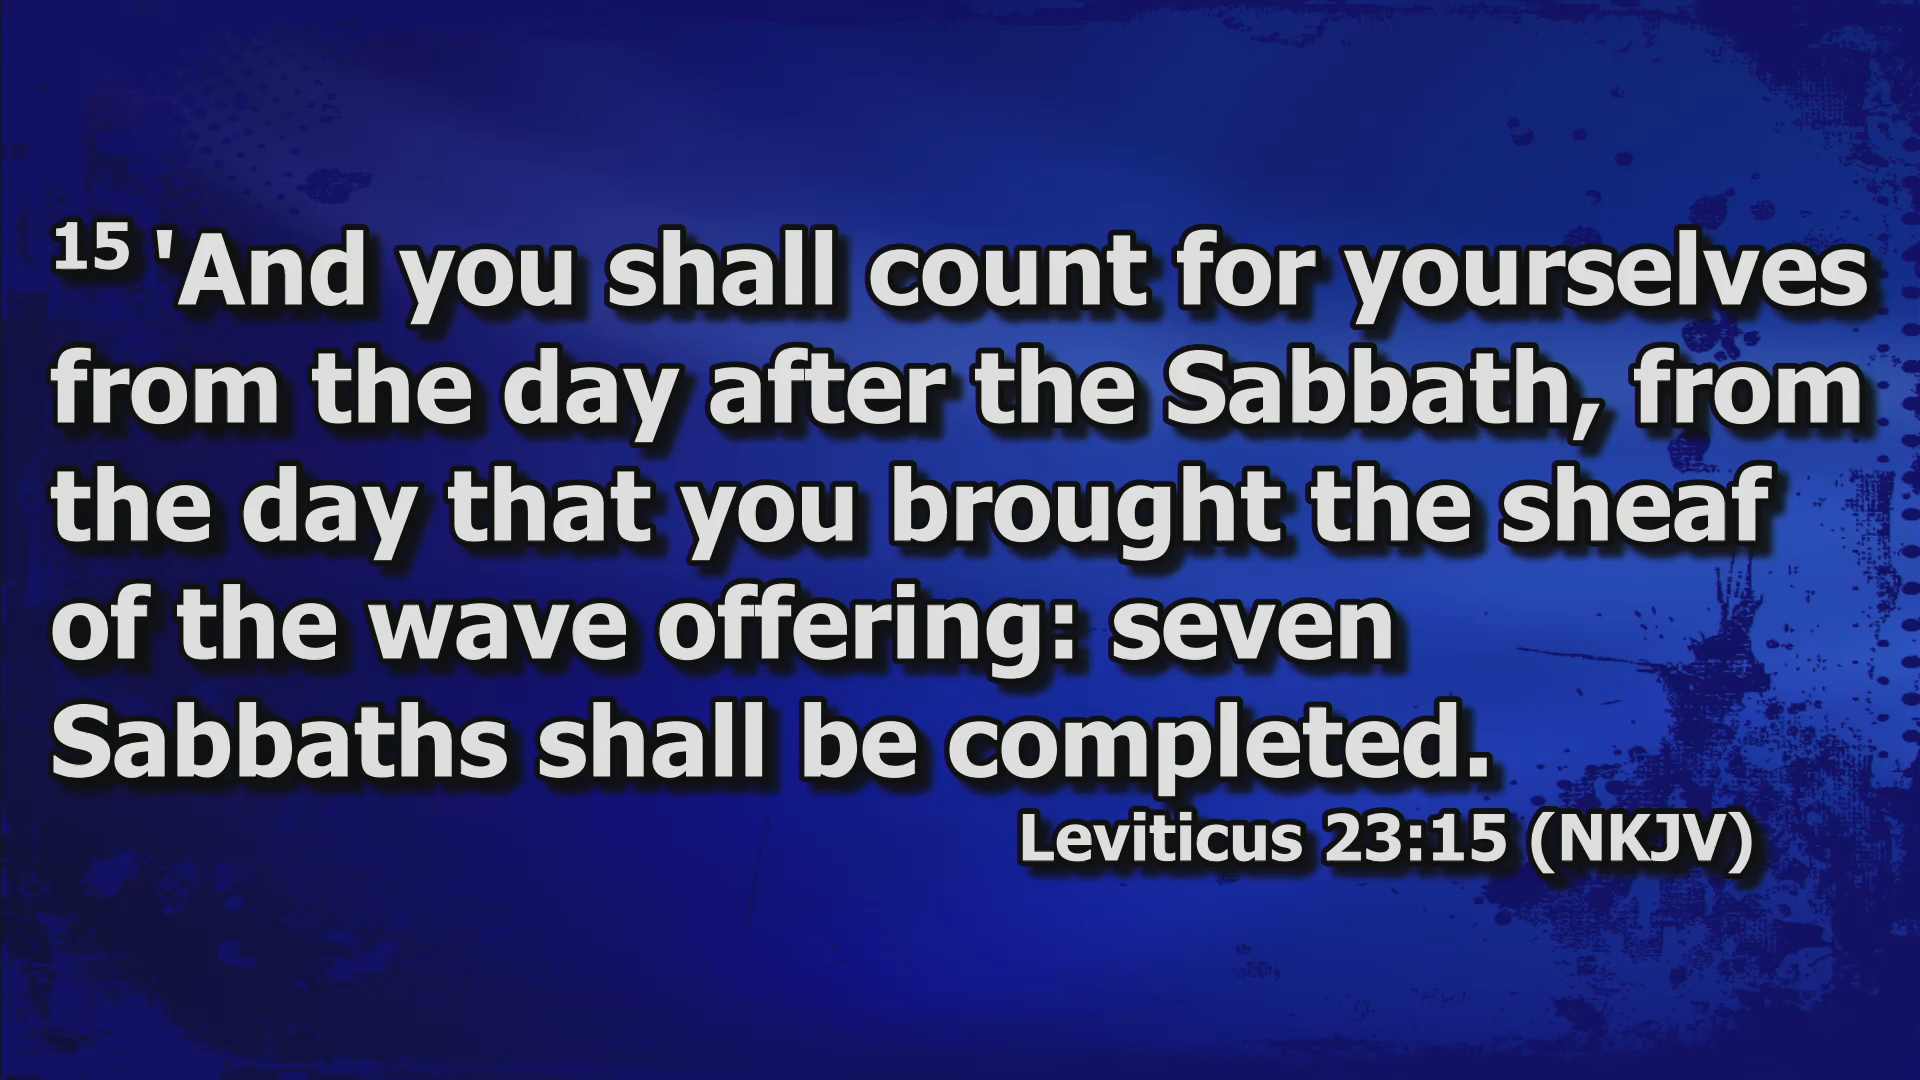 15 'And you shall count for yourselves
from the day after the Sabbath, from
the day that you brought the sheaf
of the wave offering: seven
Sabbaths shall be completed.
Leviticus 23:15 (NKJV)